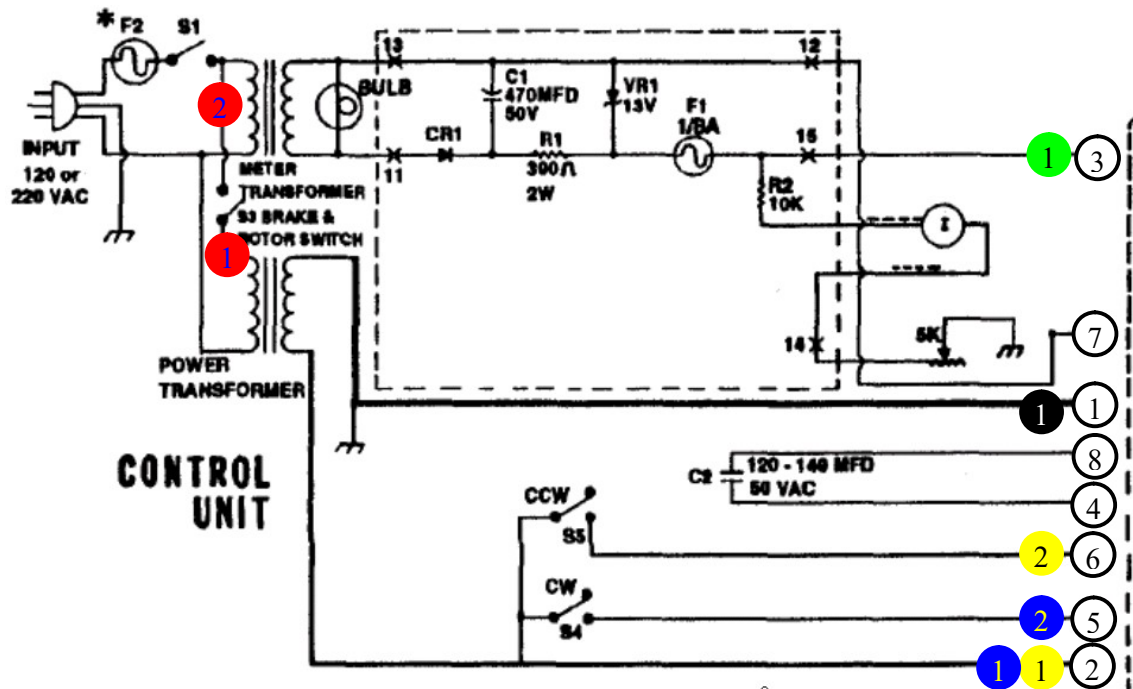 * F2
S1
2
INPUT
120 or
220 VAC
METER
TRANSFORMER
S3 BRAKE &
MOTOR SWITCH
1
POWER
TRANSFORMER
BULB
13
11
CR1
C1
470MFD
50V
R1
390Ω
2W
VR1
13V
F1
1/8A
12
15
R2
10K
I
14
5K
1 3
7
1 1
CONTROL
UNIT
C2
120 - 140 MFD
50 VAC
8
4
CCW
S5
2 6
CW
S4
2 5
1 1 2